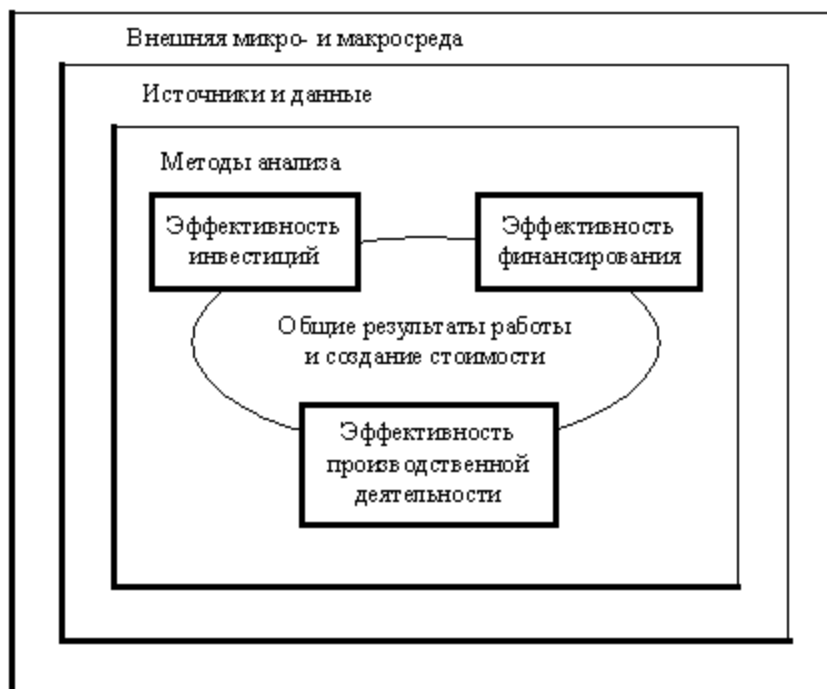 Внешняя микро- и макросреда
Источники и данные
Методы анализа
Эффективность
инвестиций
Эффективность
финансирования
Общие результаты работы
и создание стоимости
Эффективность
производственной
деятельности